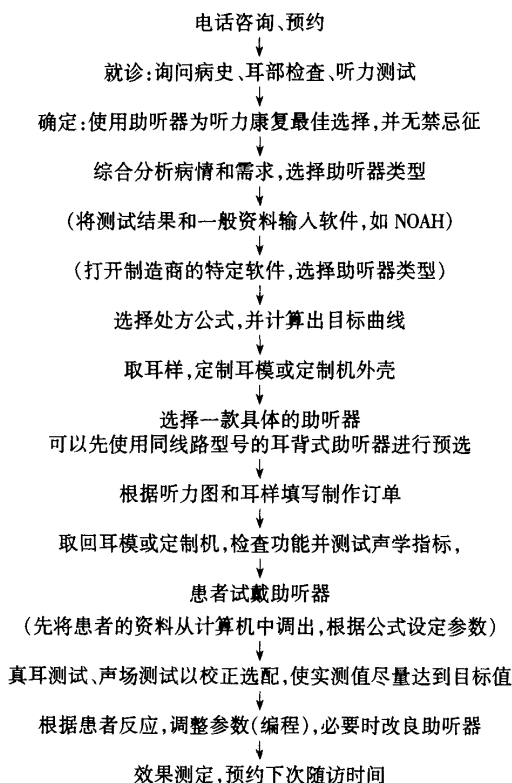 电话咨询、预约
就诊:询问病史、耳部检查、听力测试
确定:使用助听器为听力康复最佳选择,并无禁忌征
综合分析病情和需求,选择助听器类型
(将测试结果和一般资料输入软件,如 NOAH)
(打开制造商的特定软件,选择助听器类型)
选择处方公式,并计算出目标曲线
取耳样,定制耳模或定制机外壳
选择一款具体的助听器
可以先使用同线路型号的耳背式助听器进行预选
根据听力图和耳样填写制作订单
取回耳模或定制机,检查功能并测试声学指标,
患者试戴助听器
(先将患者的资料从计算机中调出,根据公式设定参数)
真耳测试、声场测试以校正选配,使实测值尽量达到目标值
根据患者反应,调整参数(编程),必要时改良助听器
效果测定,预约下次随访时间